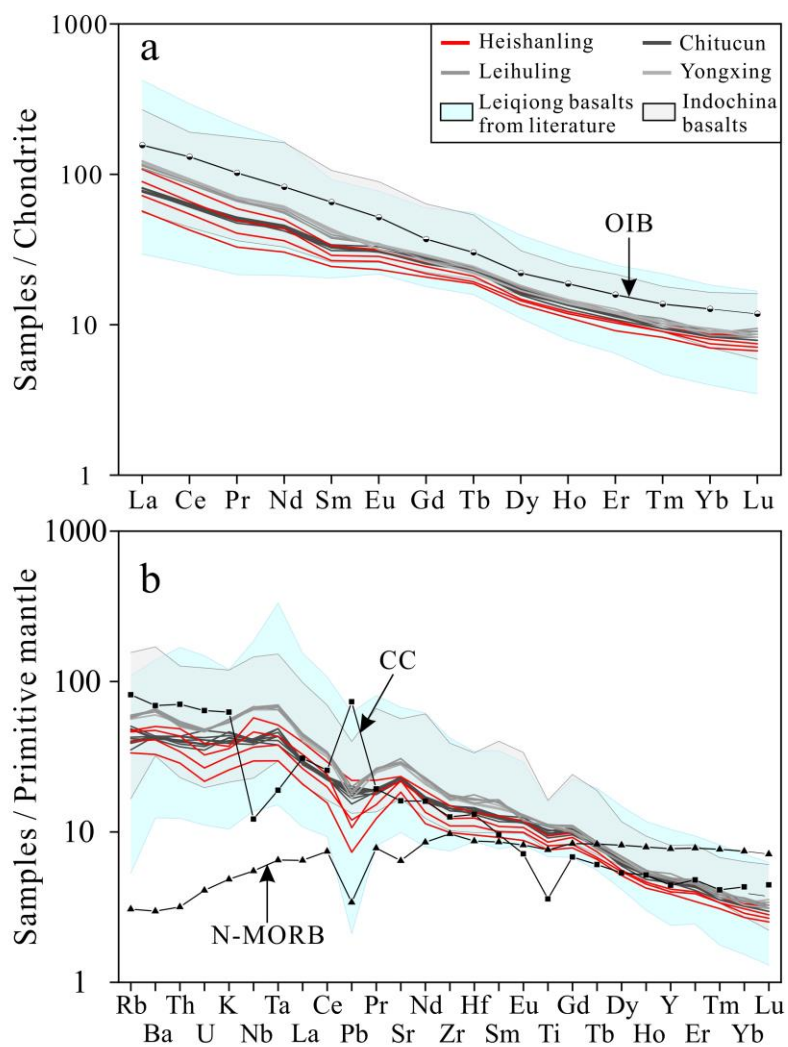 1000
a
Heishanling
Chitucun
Leihuling
Yongxing
Leiqiong basalts
from literature
Indochina
basalts
100
OIB
10
1
Samples / Chondrite
La Ce Pr Nd Sm Eu Gd Tb Dy Ho Er Tm Yb Lu
1000
b
CC
100
10
N-MORB
1
Samples / Primitive mantle
Rb Th K Ta Ce Pr Nd Hf Eu Gd Dy Y Tm Lu
Ba U Nb La Pb Sr Zr Sm Ti Tb Ho Er Yb